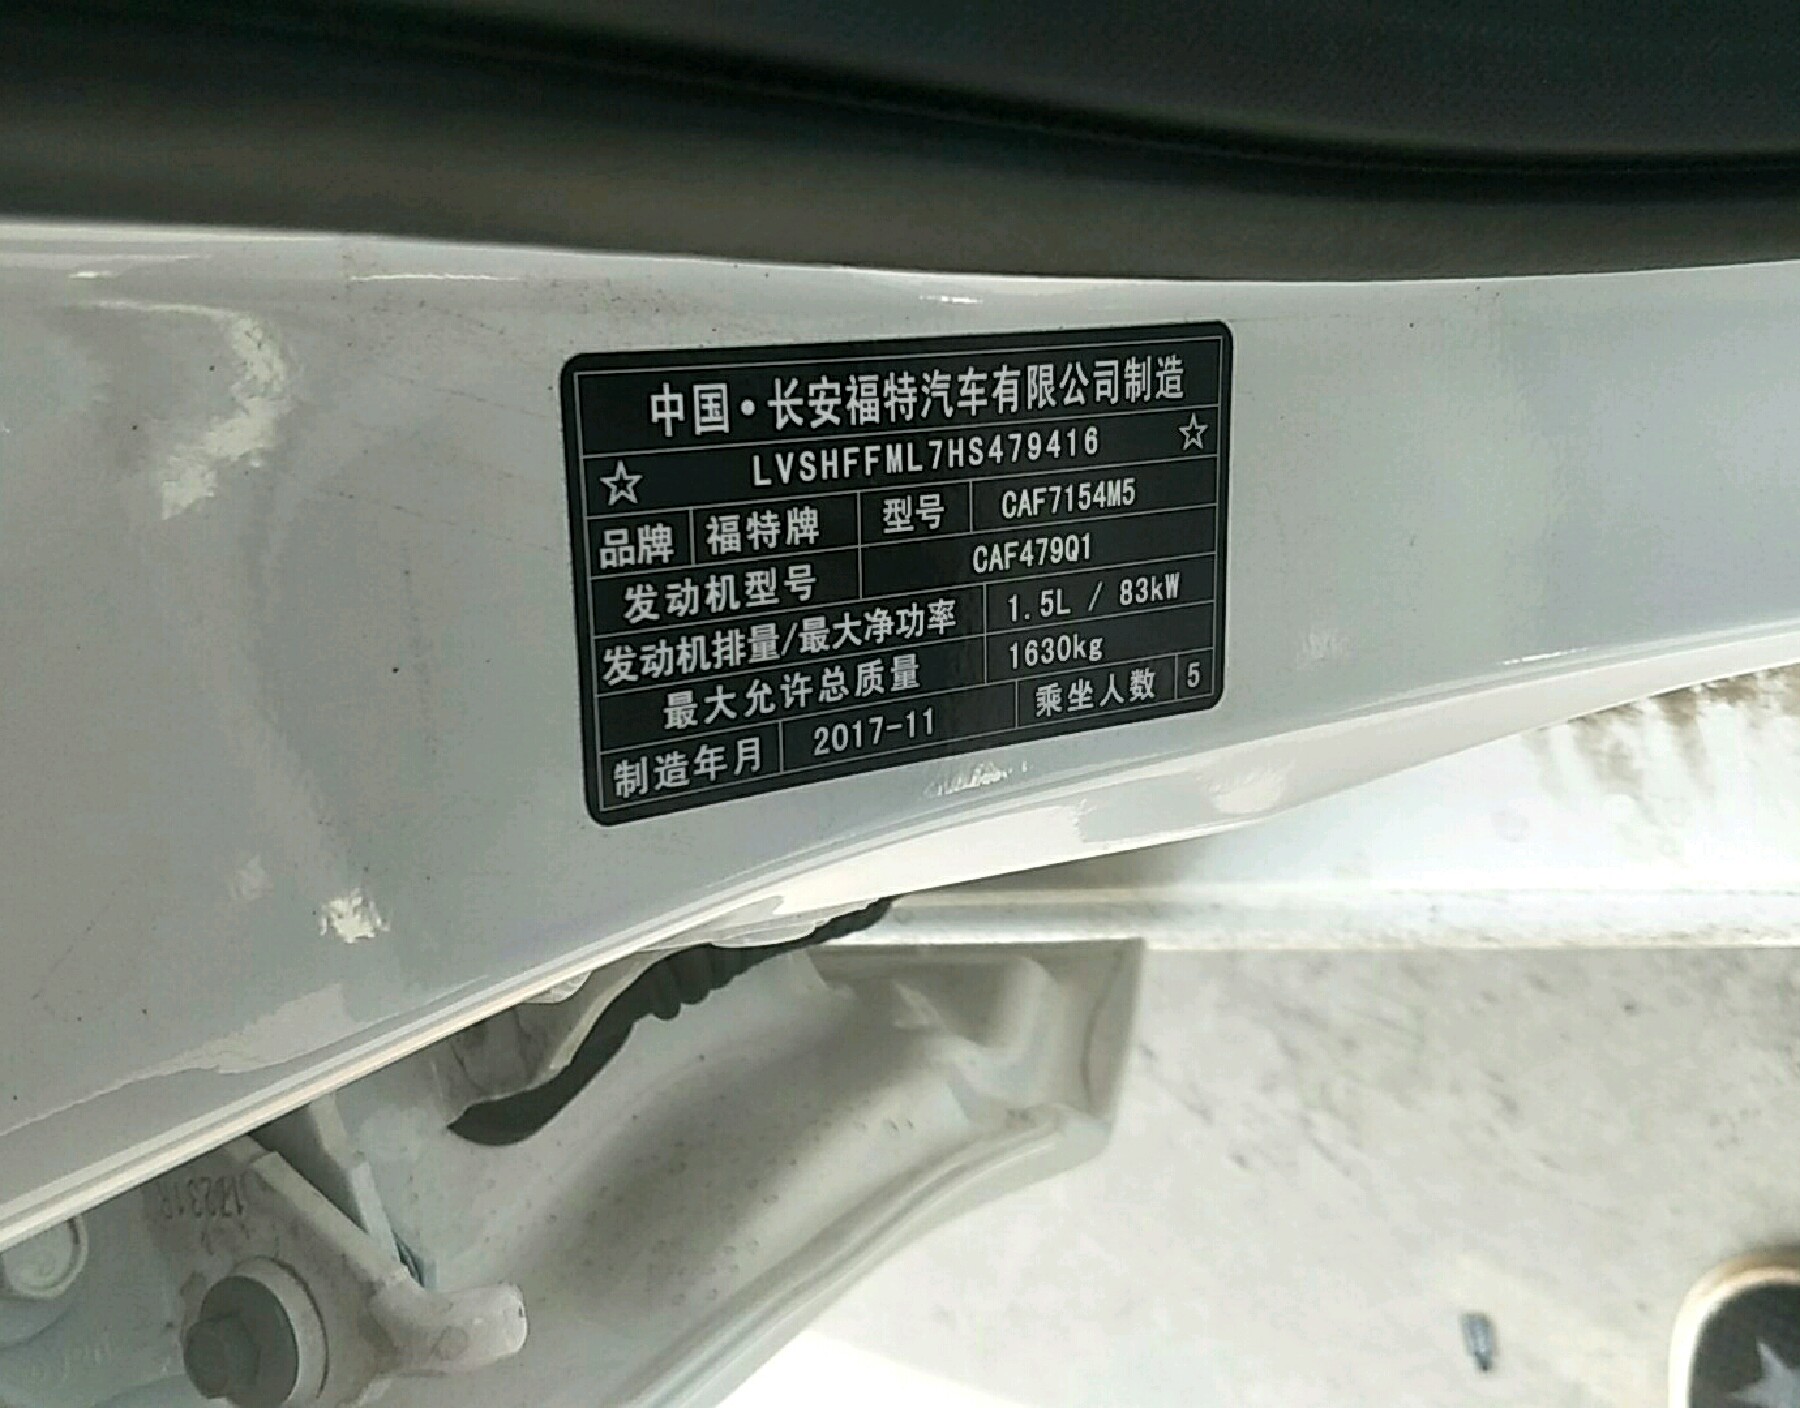 中国·长安福特汽车有限公司制造
☆ LVSHFFML7HS479416 ☆
品牌 福特牌 型号 CAF7154M5
发动机型号 CAF479Q1
发动机排量/最大净功率 1.5L / 83kW
最大允许总质量 1630kg
制造年月 2017-11 乘坐人数 5